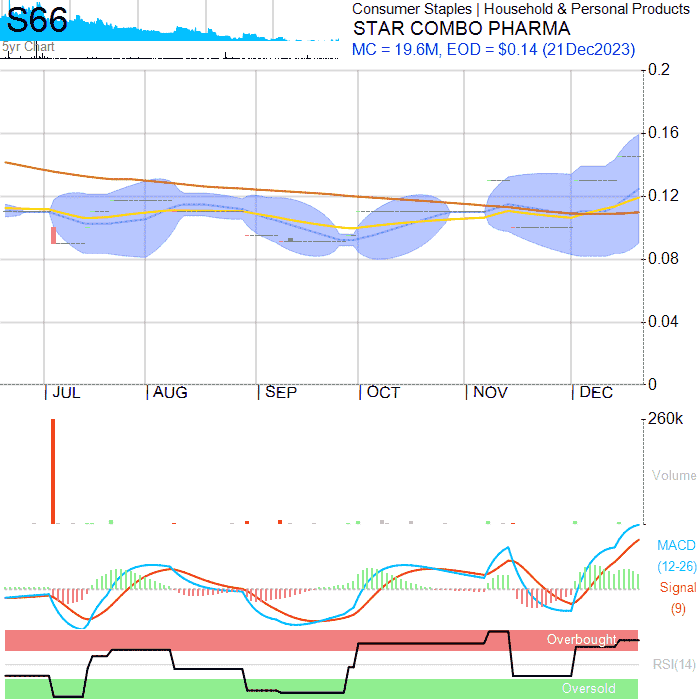 S66
5yr Chart
Consumer Staples | Household & Personal Products
STAR COMBO PHARMA
MC = 19.6M, EOD = $0.14 (21Dec2023)
0.2
0.16
0.12
0.08
0.04
0
JUL AUG SEP OCT NOV DEC
260k
Volume
MACD
(12-26)
Signal
(9)
Overbought
RSI(14)
Oversold